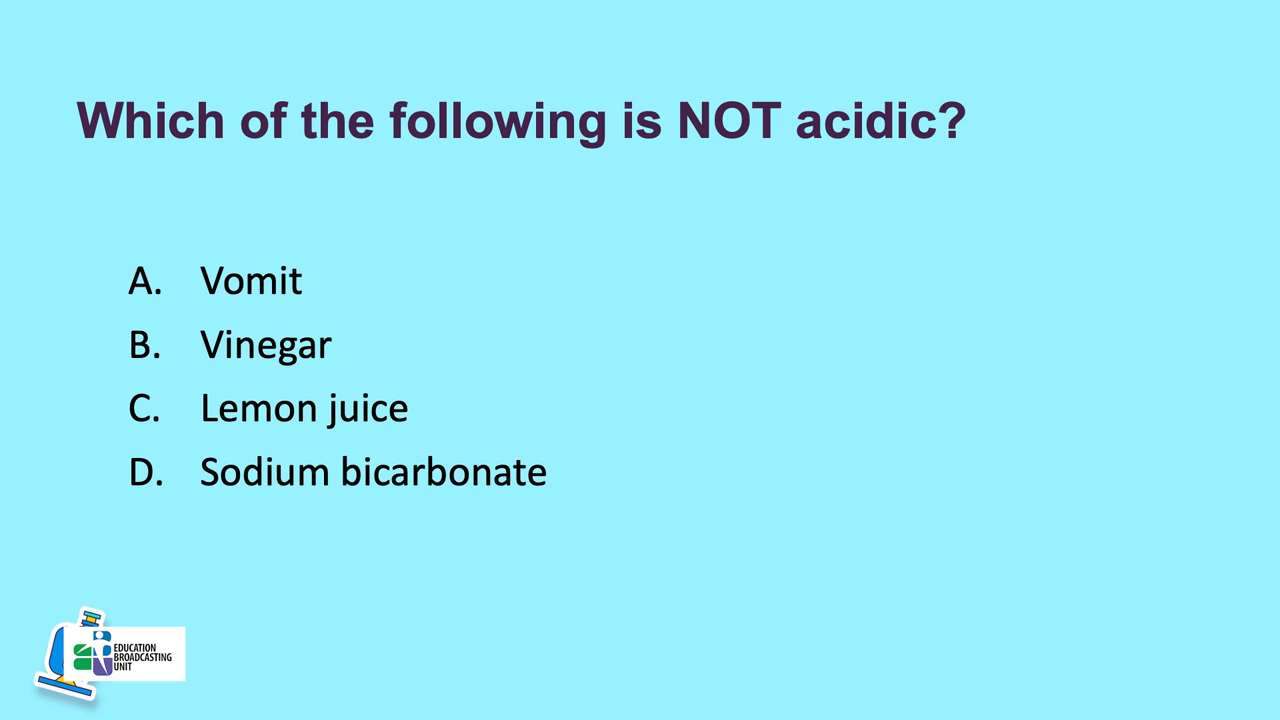 Which of the following is NOT acidic?
A. Vomit
B. Vinegar
C. Lemon juice
D. Sodium bicarbonate
EDUCATION
BROADCASTING
UNIT